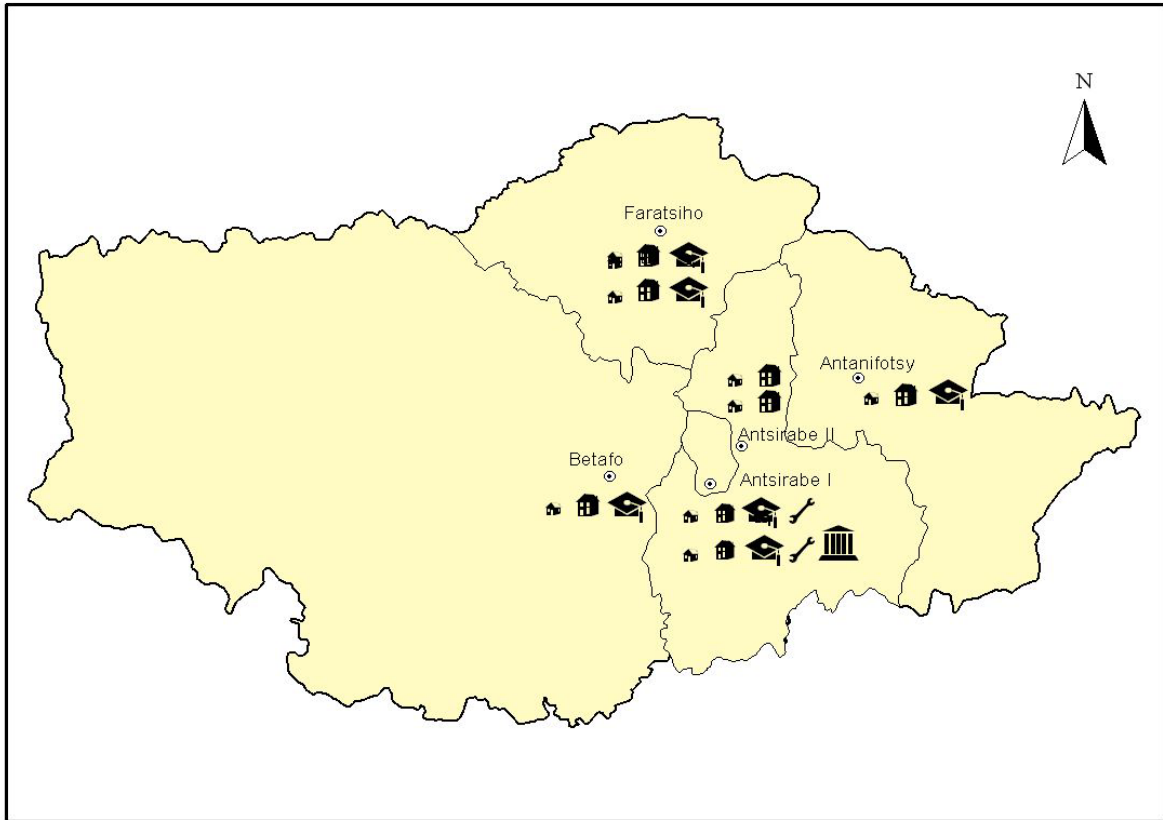 N
Faratsiho
Antanifotsy
Antsirabe II
Betafo
Antsirabe I